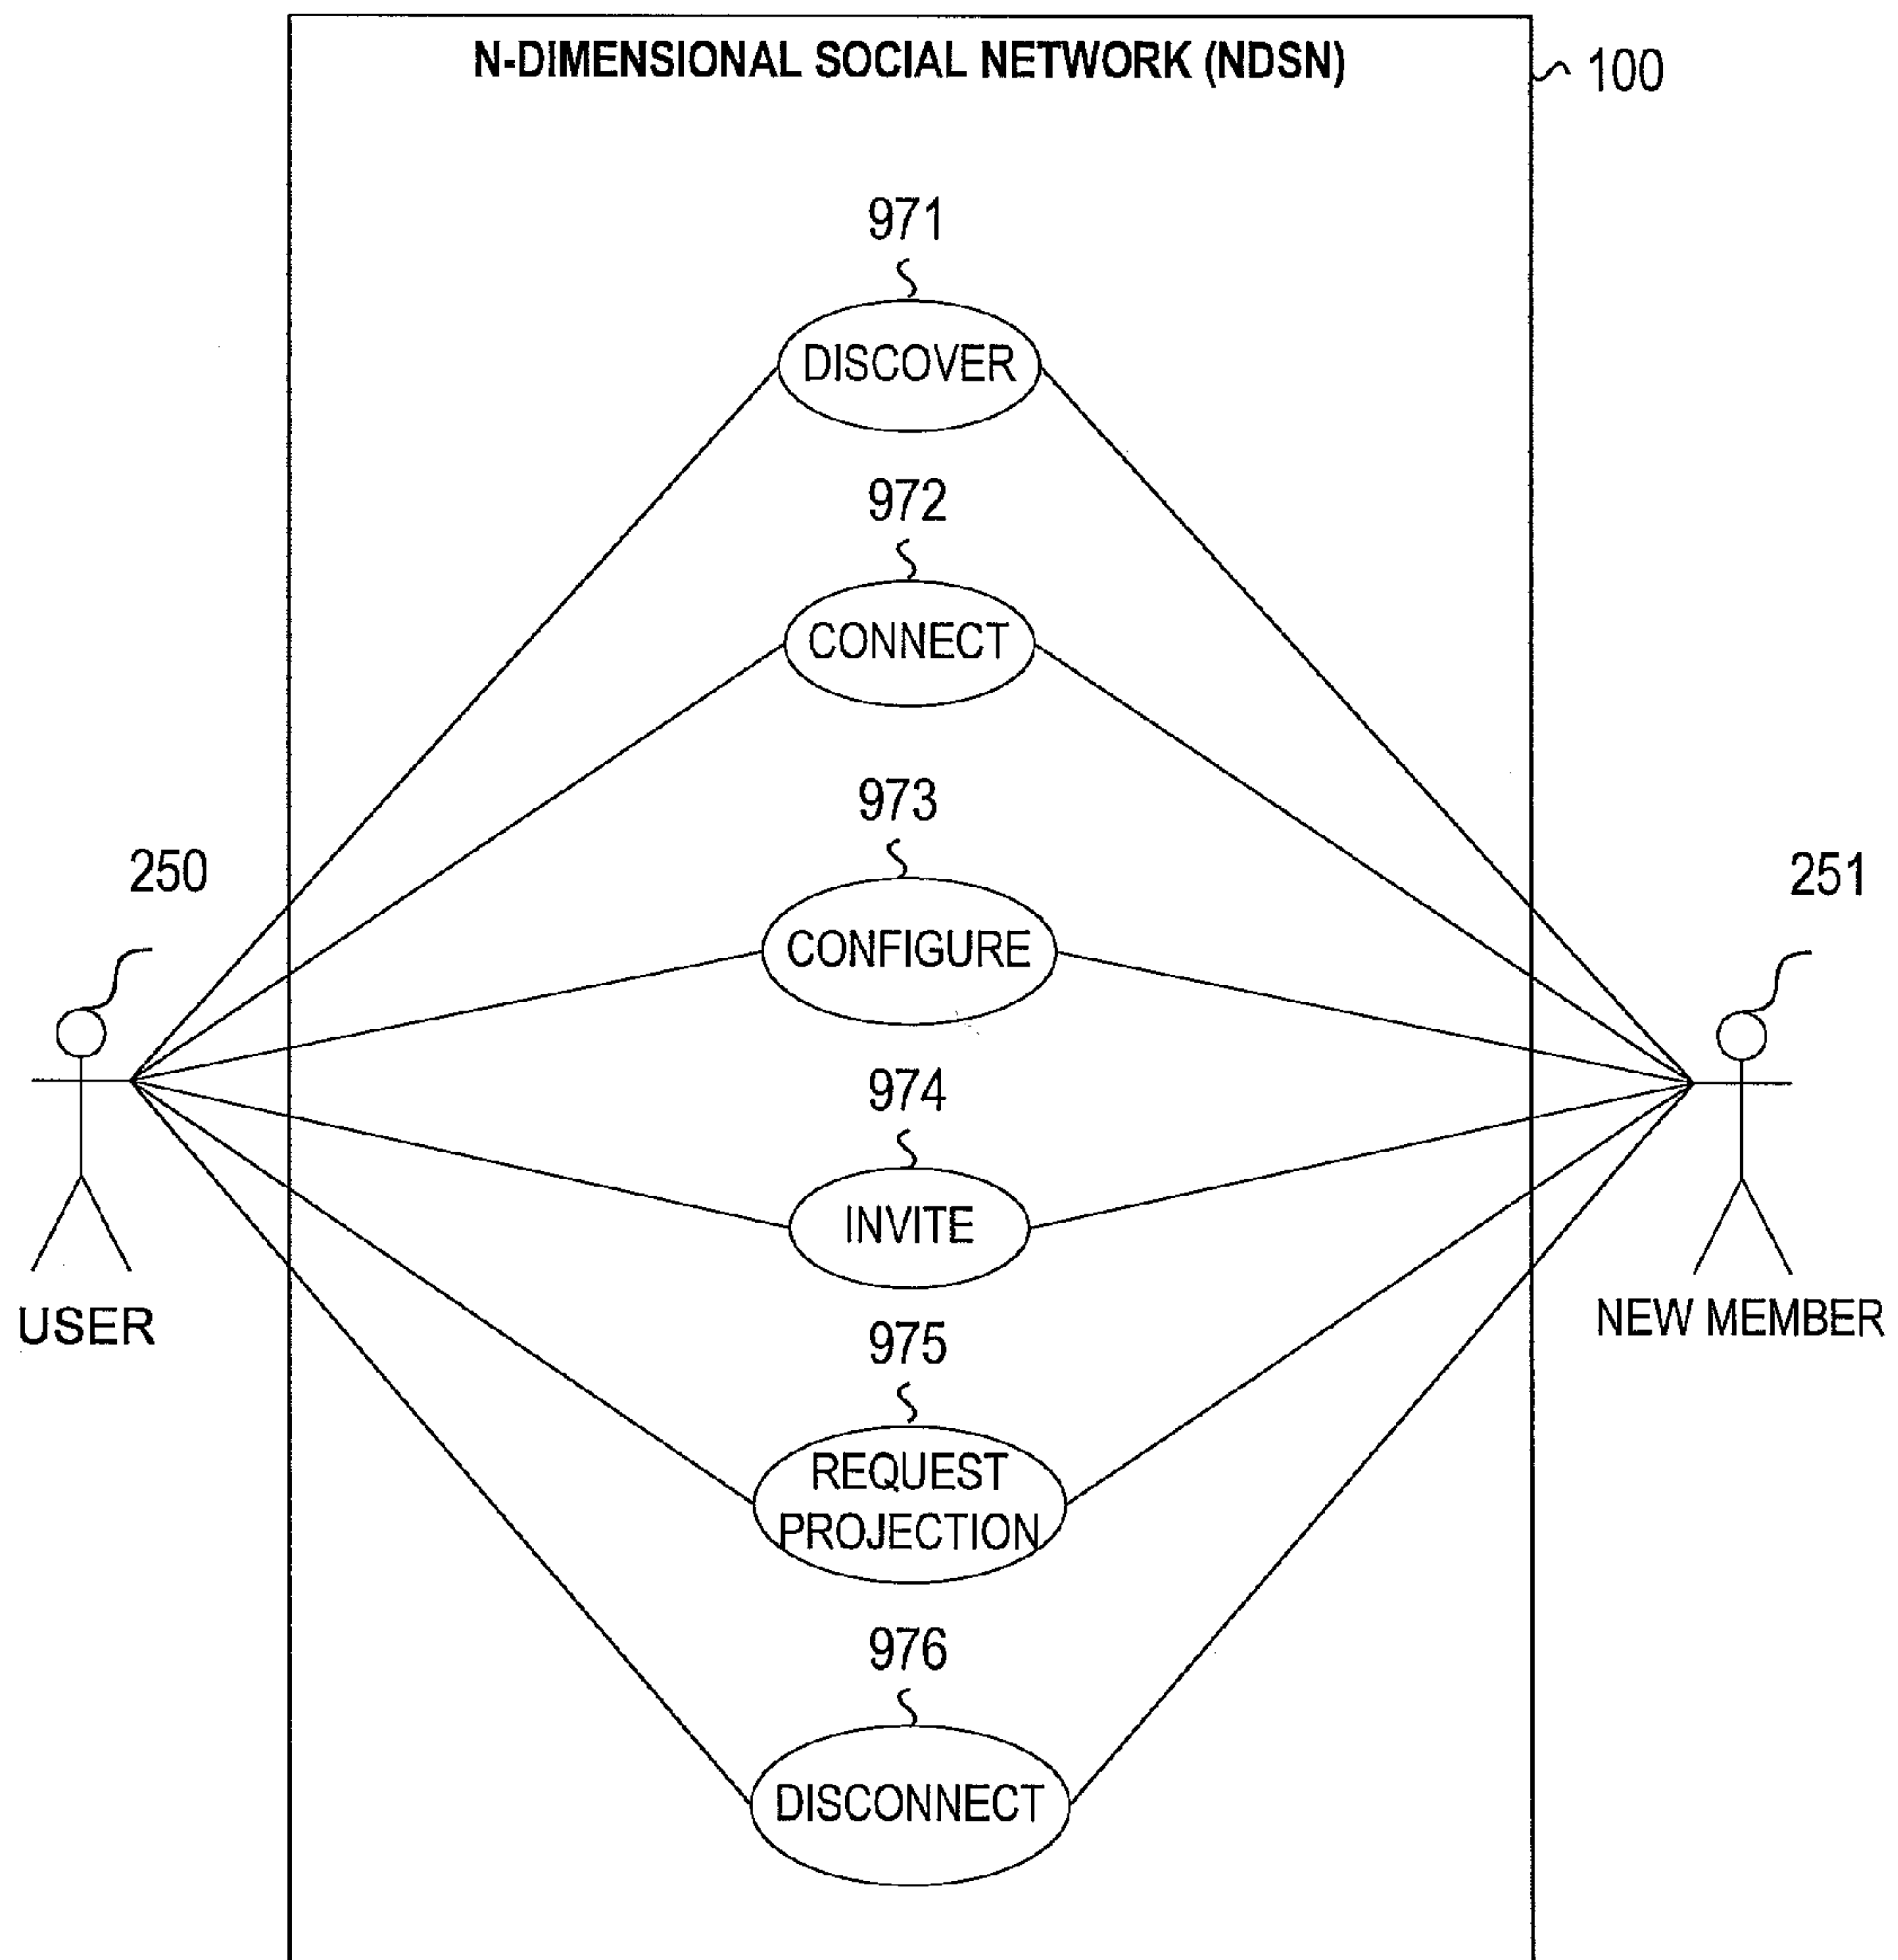 N-DIMENSIONAL SOCIAL NETWORK (NDSN)
100
971
DISCOVER
972
CONNECT
973
CONFIGURE
250
251
974
INVITE
USER
NEW MEMBER
975
REQUEST
PROJECTION
976
DISCONNECT